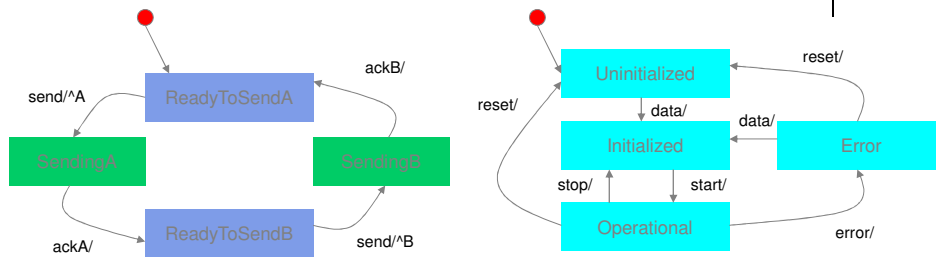 ackB/
ReadyToSendA
send/^A
SendingA
SendingB
ReadyToSendB
ackA/
send/^B
reset/
Uninitialized
reset/
data/
data/
Initialized
Error
stop/
start/
Operational
error/